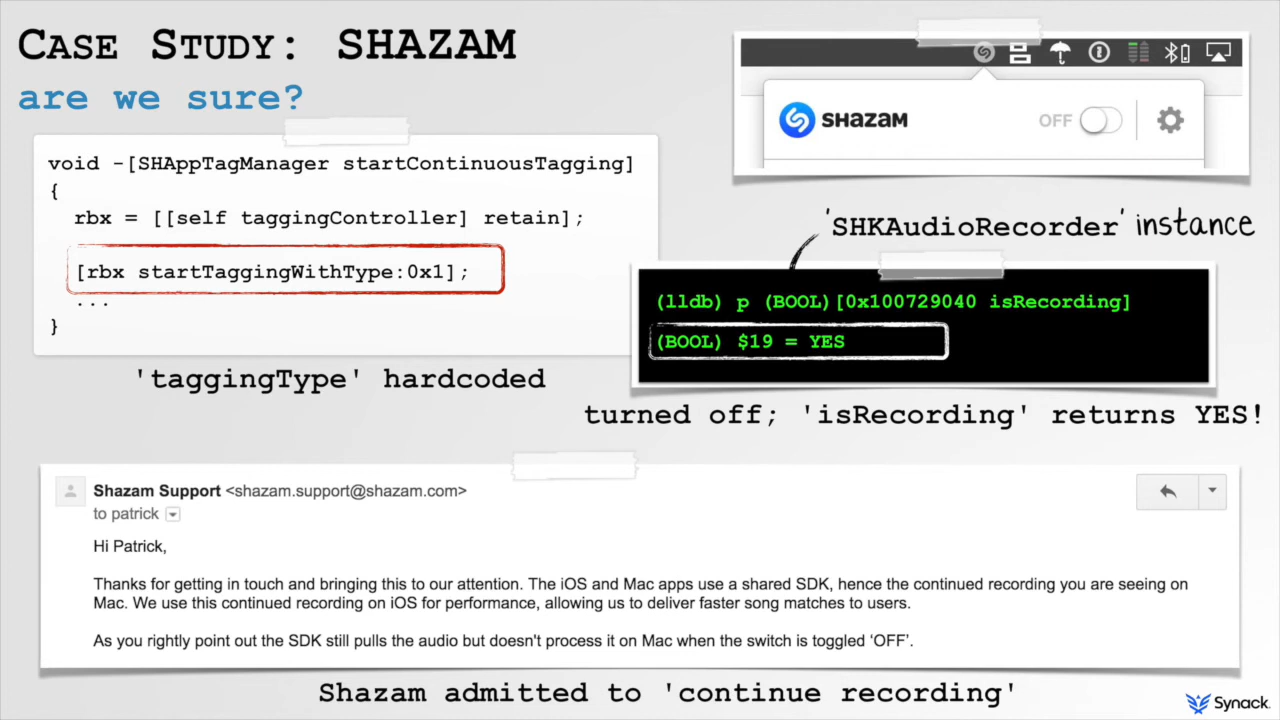 CASE STUDY: SHAZAM
are we sure?
SHAZAM
OFF
void -[SHAppTagManager startContinuousTagging]
{
rbx = [[self taggingController] retain];
[rbx startTaggingWithType:0x1];
...
}
'taggingType' hardcoded
'SHKAudioRecorder' instance
(lldb) p (BOOL)[0x100729040 isRecording]
(BOOL) $19 = YES
turned off; 'isRecording' returns YES!
Shazam Support <shazam.support@shazam.com>
to patrick
Hi Patrick,
Thanks for getting in touch and bringing this to our attention. The iOS and Mac apps use a shared SDK, hence the continued recording you are seeing on
Mac. We use this continued recording on iOS for performance, allowing us to deliver faster song matches to users.
As you rightly point out the SDK still pulls the audio but doesn't process it on Mac when the switch is toggled ‘OFF’.
Shazam admitted to 'continue recording'
Synack.